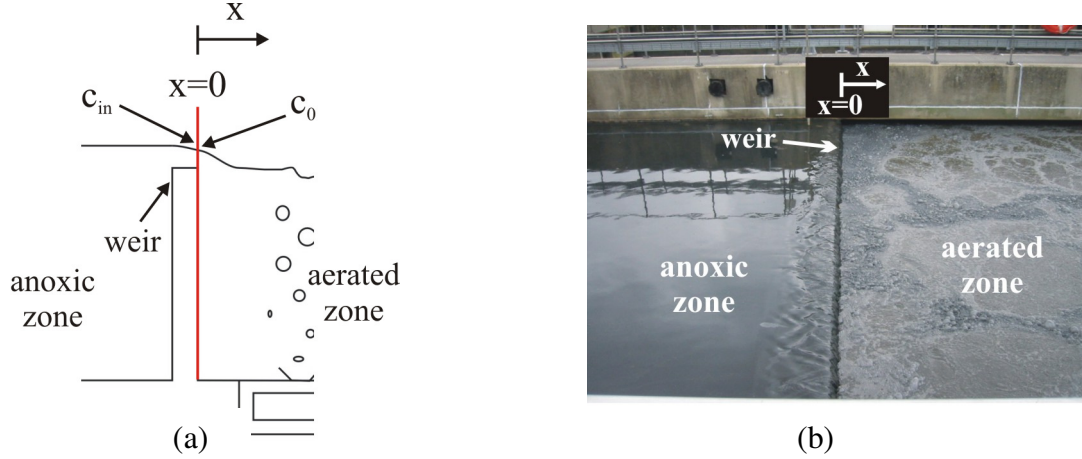 x
x=0
c_in
c_0
weir
anoxic
zone
aerated
zone
(a)
x
x=0
weir
anoxic
zone
aerated
zone
(b)